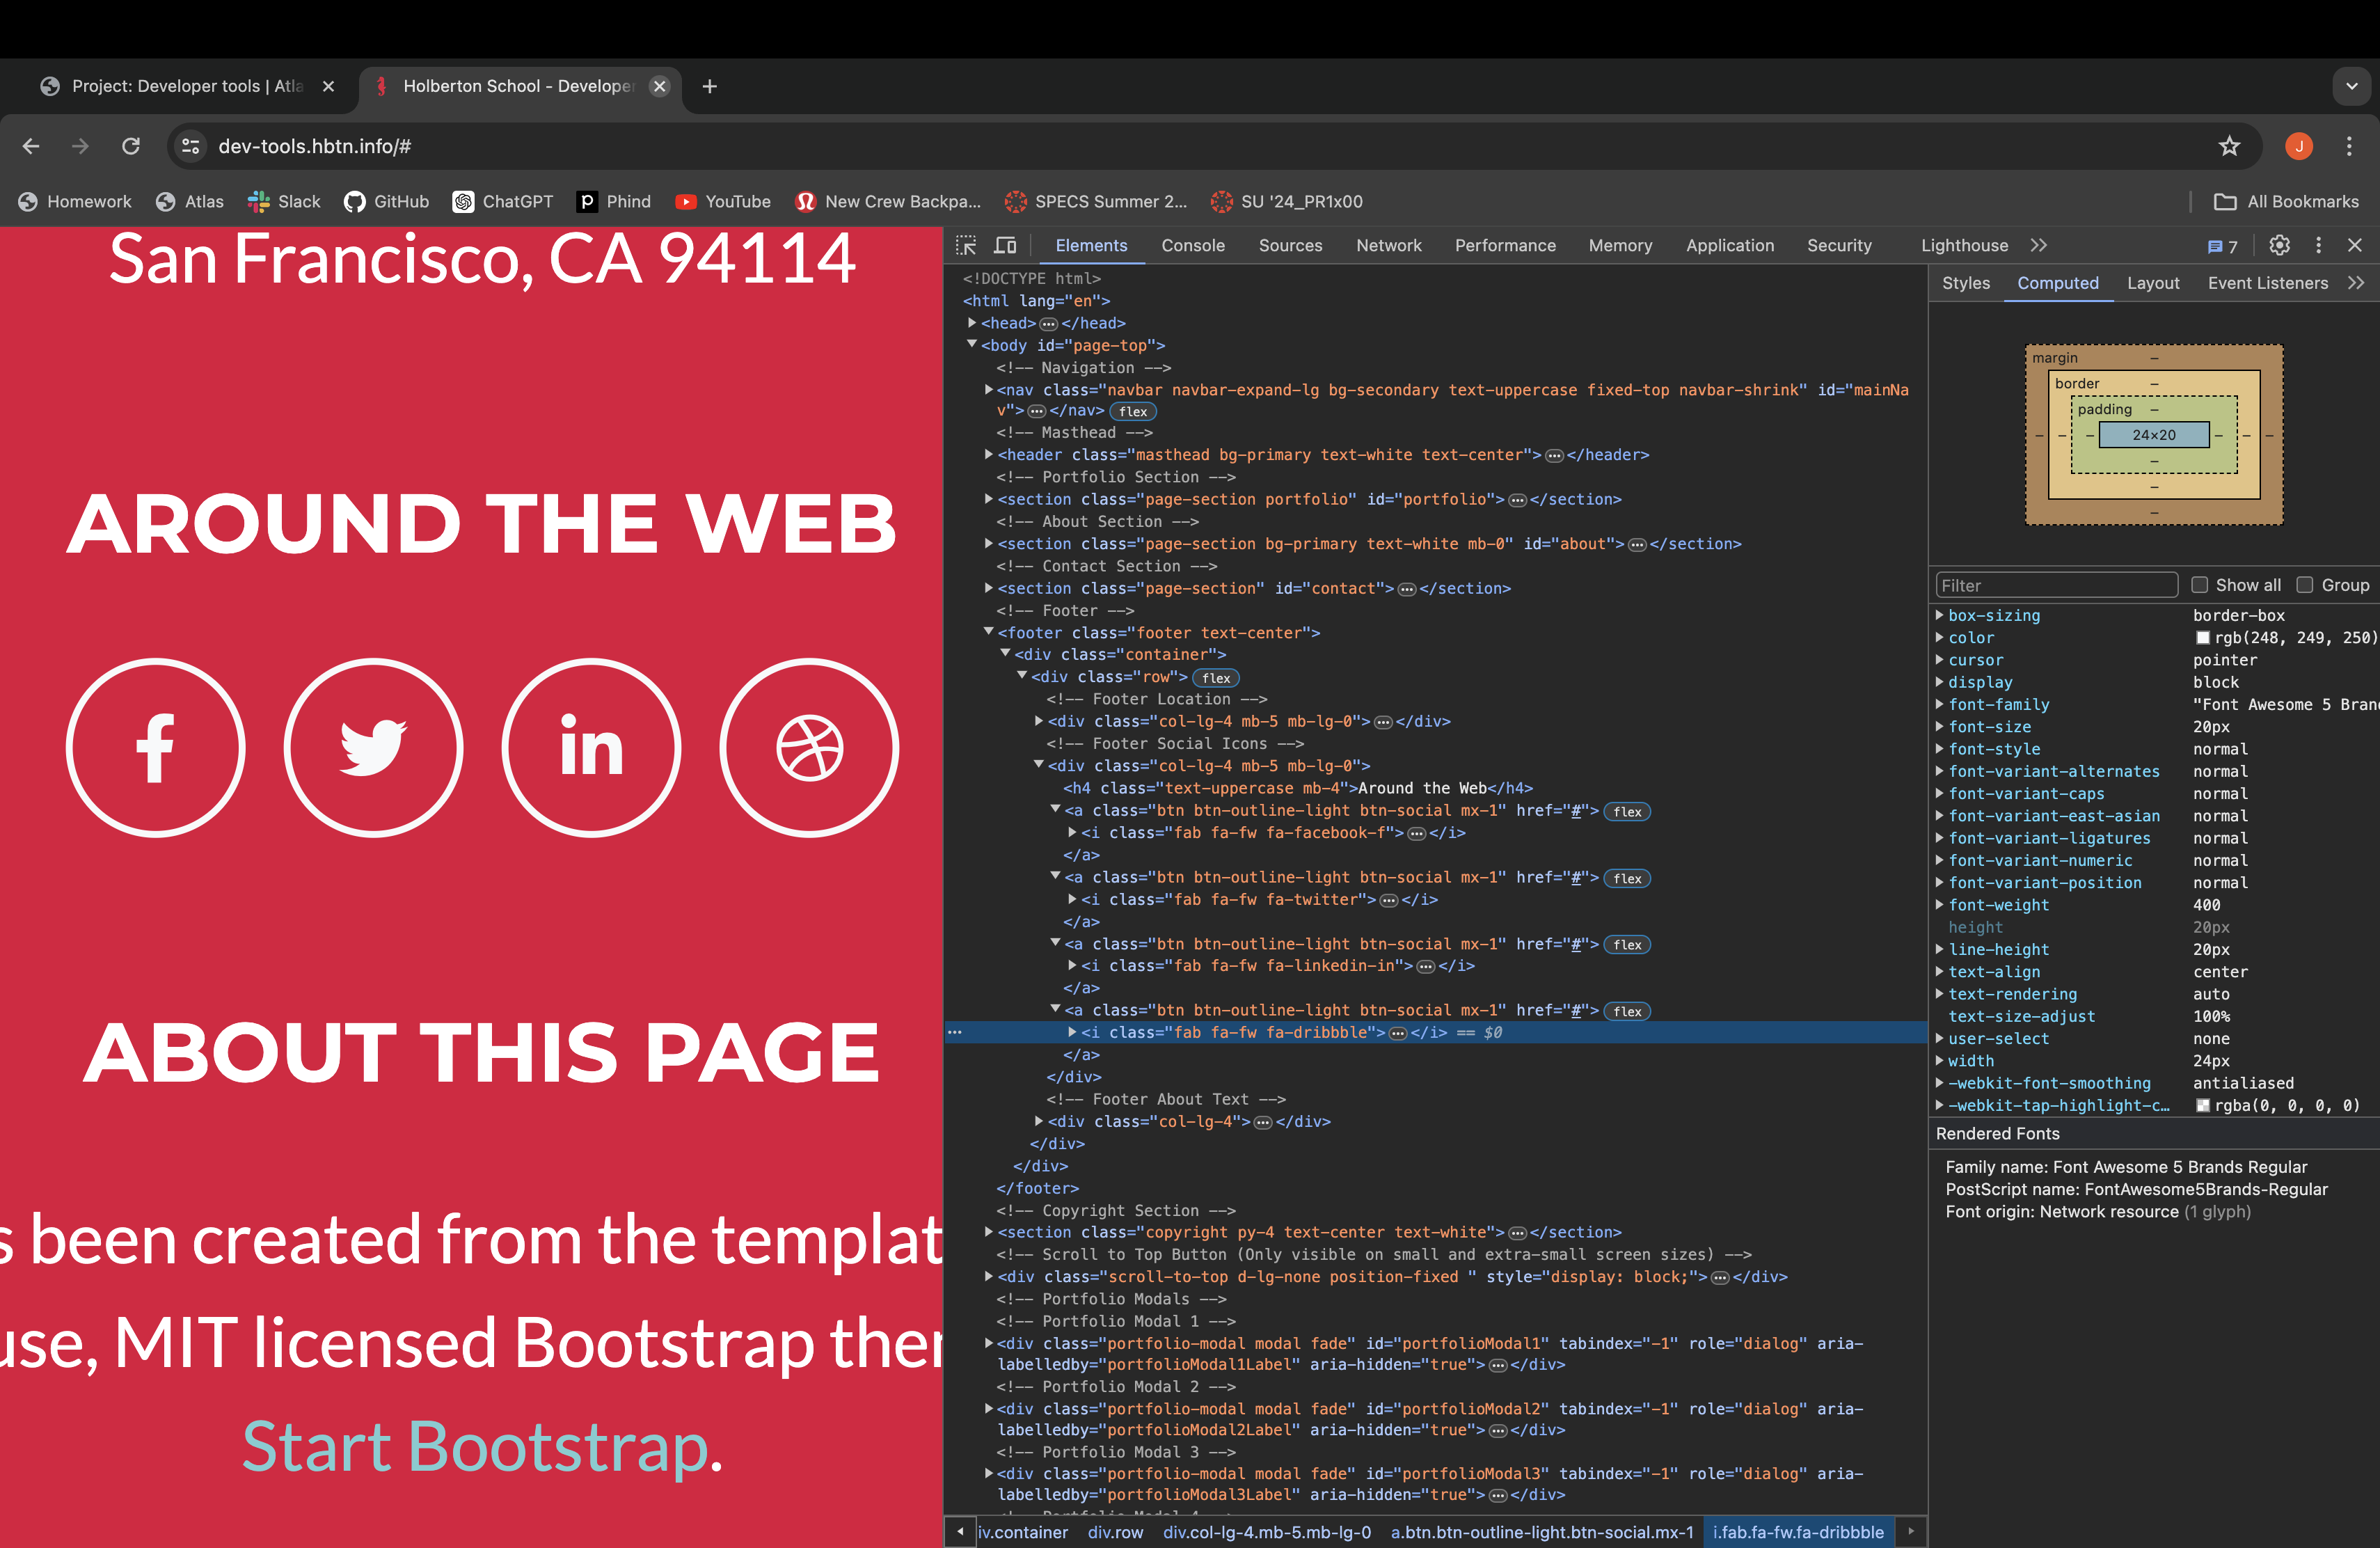 Project: Developer tools | Atla
Holberton School - Developer
dev-tools.hbtn.info/#
J
Homework
Atlas
Slack
GitHub
ChatGPT
Phind
YouTube
New Crew Backpa...
SPECS Summer 2...
SU '24_PR1x00
All Bookmarks
San Francisco, CA 94114
AROUND THE WEB
ABOUT THIS PAGE
s been created from the templat
use, MIT licensed Bootstrap
Start Bootstrap.
Elements
Console
Sources
Network
Performance
Memory
Application
Security
Lighthouse
7
<!DOCTYPE html>
<html lang="en">
<head>…</head>
<body id="page-top">
<!-- Navigation -->
<nav class="navbar navbar-expand-lg bg-secondary text-uppercase fixed-top navbar-shrink" id="mainNa
v">…</nav> flex
<!-- Masthead -->
<header class="masthead bg-primary text-white text-center">…</header>
<!-- Portfolio Section -->
<section class="page-section portfolio" id="portfolio">…</section>
<!-- About Section -->
<section class="page-section bg-primary text-white mb-0" id="about">…</section>
<!-- Contact Section -->
<section class="page-section" id="contact">…</section>
<!-- Footer -->
<footer class="footer text-center">
<div class="container">
<div class="row"> flex
<!-- Footer Location -->
<div class="col-lg-4 mb-5 mb-lg-0">…</div>
<!-- Footer Social Icons -->
<div class="col-lg-4 mb-5 mb-lg-0">
<h4 class="text-uppercase mb-4">Around the Web</h4>
<a class="btn btn-outline-light btn-social mx-1" href="#"> flex
<i class="fab fa-fw fa-facebook-f">…</i>
</a>
<a class="btn btn-outline-light btn-social mx-1" href="#"> flex
<i class="fab fa-fw fa-twitter">…</i>
</a>
<a class="btn btn-outline-light btn-social mx-1" href="#"> flex
<i class="fab fa-fw fa-linkedin-in">…</i>
</a>
<a class="btn btn-outline-light btn-social mx-1" href="#"> flex
<i class="fab fa-fw fa-dribbble">…</i> == $0
</a>
</div>
<!-- Footer About Text -->
<div class="col-lg-4">…</div>
</div>
</div>
</footer>
<!-- Copyright Section -->
<section class="copyright py-4 text-center text-white">…</section>
<!-- Scroll to Top Button (Only visible on small and extra-small screen sizes) -->
<div class="scroll-to-top d-lg-none position-fixed " style="display: block;">…</div>
<!-- Portfolio Modals -->
<!-- Portfolio Modal 1 -->
<div class="portfolio-modal modal fade" id="portfolioModal1" tabindex="-1" role="dialog" aria-
labelledby="portfolioModal1Label" aria-hidden="true">…</div>
<!-- Portfolio Modal 2 -->
<div class="portfolio-modal modal fade" id="portfolioModal2" tabindex="-1" role="dialog" aria-
labelledby="portfolioModal2Label" aria-hidden="true">…</div>
<!-- Portfolio Modal 3 -->
<div class="portfolio-modal modal fade" id="portfolioModal3" tabindex="-1" role="dialog" aria-
labelledby="portfolioModal3Label" aria-hidden="true">…</div>
iv.container div.row div.col-lg-4.mb-5.mb-lg-0 a.btn.btn-outline-light.btn-social.mx-1 i.fab.fa-fw.fa-dribbble
Styles
Computed
Layout
Event Listeners
margin –
border –
padding –
– – – 24×20 – – –
–
–
–
Filter
Show all
Group
box-sizing border-box
color rgb(248, 249, 250)
cursor pointer
display block
font-family "Font Awesome 5 Bran
font-size 20px
font-style normal
font-variant-alternates normal
font-variant-caps normal
font-variant-east-asian normal
font-variant-ligatures normal
font-variant-numeric normal
font-variant-position normal
font-weight 400
height 20px
line-height 20px
text-align center
text-rendering auto
text-size-adjust 100%
user-select none
width 24px
-webkit-font-smoothing antialiased
-webkit-tap-highlight-c… rgba(0, 0, 0, 0)
Rendered Fonts
Family name: Font Awesome 5 Brands Regular
PostScript name: FontAwesome5Brands-Regular
Font origin: Network resource (1 glyph)